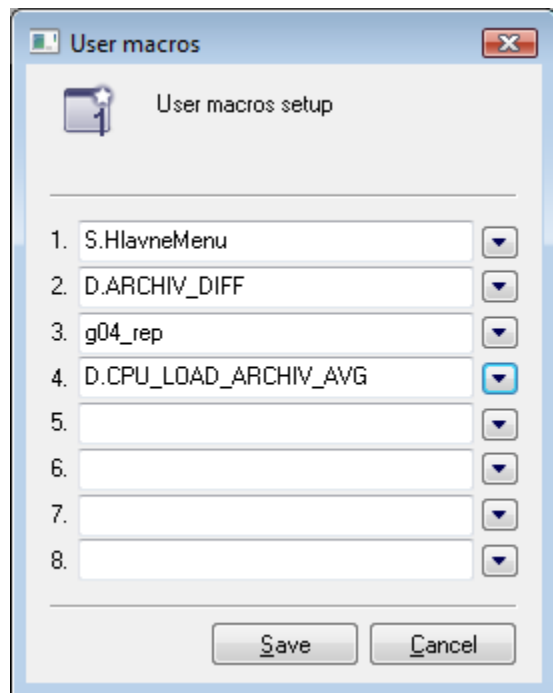 User macros
User macros setup
1. S.HlavneMenu
2. D.ARCHIV_DIFF
3. g04_rep
4. D.CPU_LOAD_ARCHIV_AVG
5.
6.
7.
8.
Save Cancel